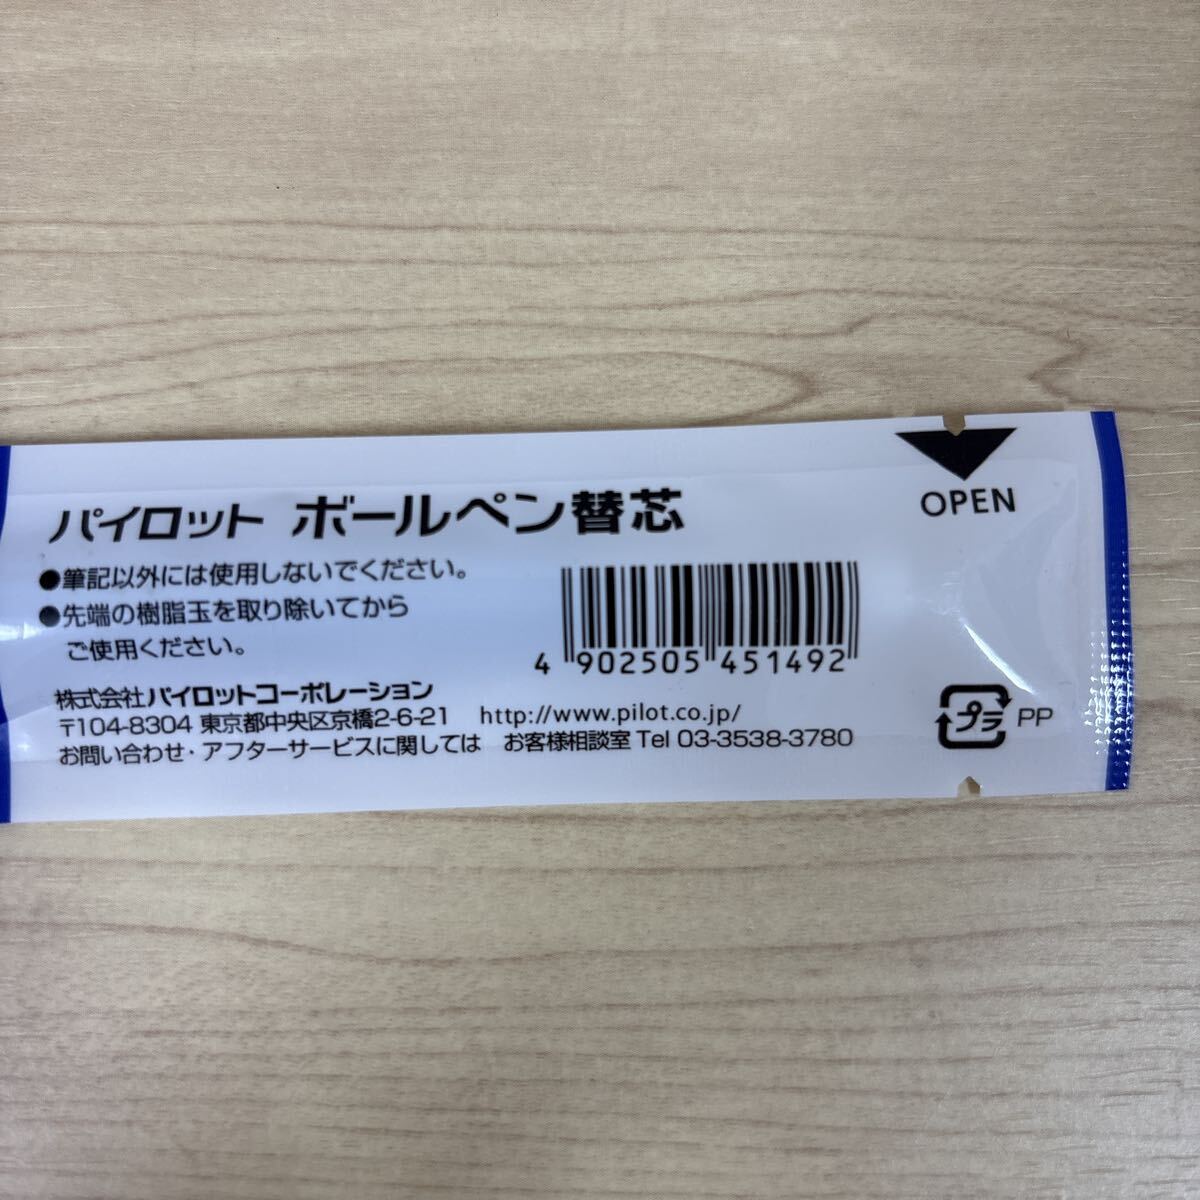 OPEN
パイロット ボールペン替芯
●筆記以外には使用しないでください。
●先端の樹脂玉を取り除いてから
ご使用ください。
4 902505 451492
株式会社パイロットコーポレーション
〒104-8304 東京都中央区京橋2-6-21 http://www.pilot.co.jp/
お問い合わせ・アフターサービスに関しては お客様相談室 Tel 03-3538-3780
プラ PP